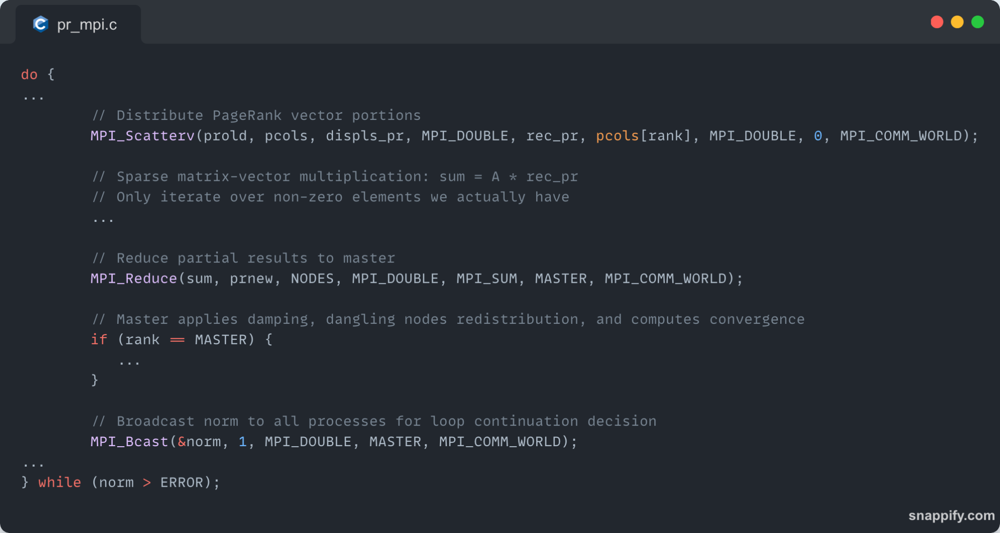 pr_mpi.c
do {
...
// Distribute PageRank vector portions
MPI_Scatterv(prold, pcols, displs_pr, MPI_DOUBLE, rec_pr, pcols[rank], MPI_DOUBLE, 0, MPI_COMM_WORLD);
// Sparse matrix-vector multiplication: sum = A * rec_pr
// Only iterate over non-zero elements we actually have
...
// Reduce partial results to master
MPI_Reduce(sum, prnew, NODES, MPI_DOUBLE, MPI_SUM, MASTER, MPI_COMM_WORLD);
// Master applies damping, dangling nodes redistribution, and computes convergence
if (rank == MASTER) {
...
}
// Broadcast norm to all processes for loop continuation decision
MPI_Bcast(&norm, 1, MPI_DOUBLE, MASTER, MPI_COMM_WORLD);
...
} while (norm > ERROR);
snappify.com